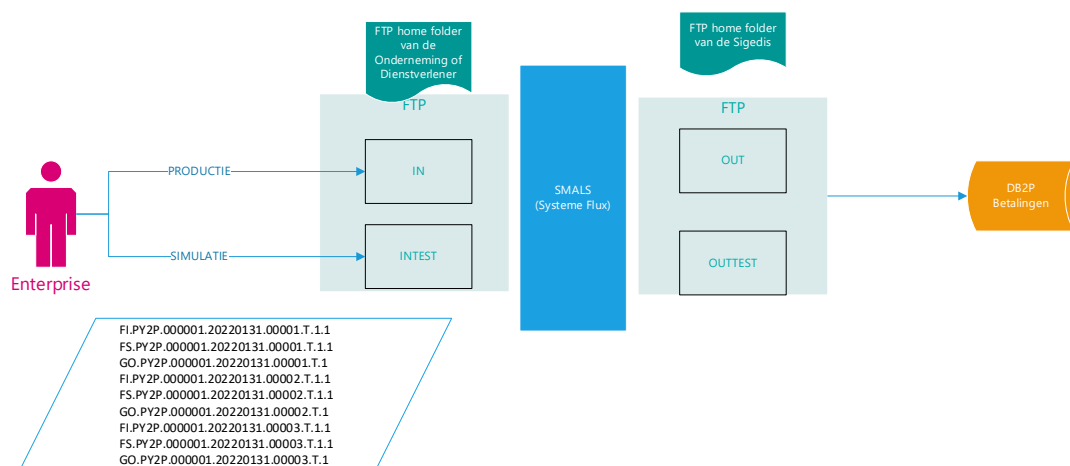 FTP home folder
van de
Onderneming of
Dienstverlener
FTP home folder
van de Sigedis
FTP
FTP
PRODUCTIE
IN
OUT
SMALS
(Systeme Flux)
DB2P
Betalingen
SIMULATIE
INTEST
OUTTEST
Enterprise
FI.PY2P.000001.20220131.00001.T.1.1
FS.PY2P.000001.20220131.00001.T.1.1
GO.PY2P.000001.20220131.00001.T.1
FI.PY2P.000001.20220131.00002.T.1.1
FS.PY2P.000001.20220131.00002.T.1.1
GO.PY2P.000001.20220131.00002.T.1
FI.PY2P.000001.20220131.00003.T.1.1
FS.PY2P.000001.20220131.00003.T.1.1
GO.PY2P.000001.20220131.00003.T.1